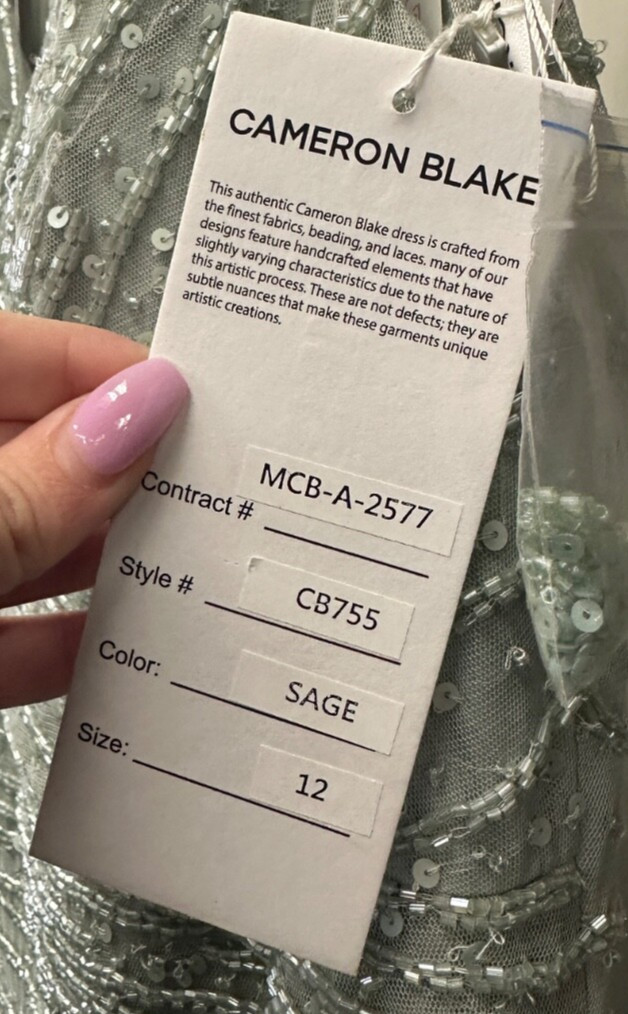 CAMERON BLAKE
This authentic Cameron Blake dress is crafted from
the finest fabrics, beading, and laces. many of our
designs feature handcrafted elements that have
slightly varying characteristics due to the nature of
this artistic process. These are not defects; they are
subtle nuances that make these garments unique
artistic creations.
Contract # MCB-A-2577
Style # CB755
Color: SAGE
Size: 12